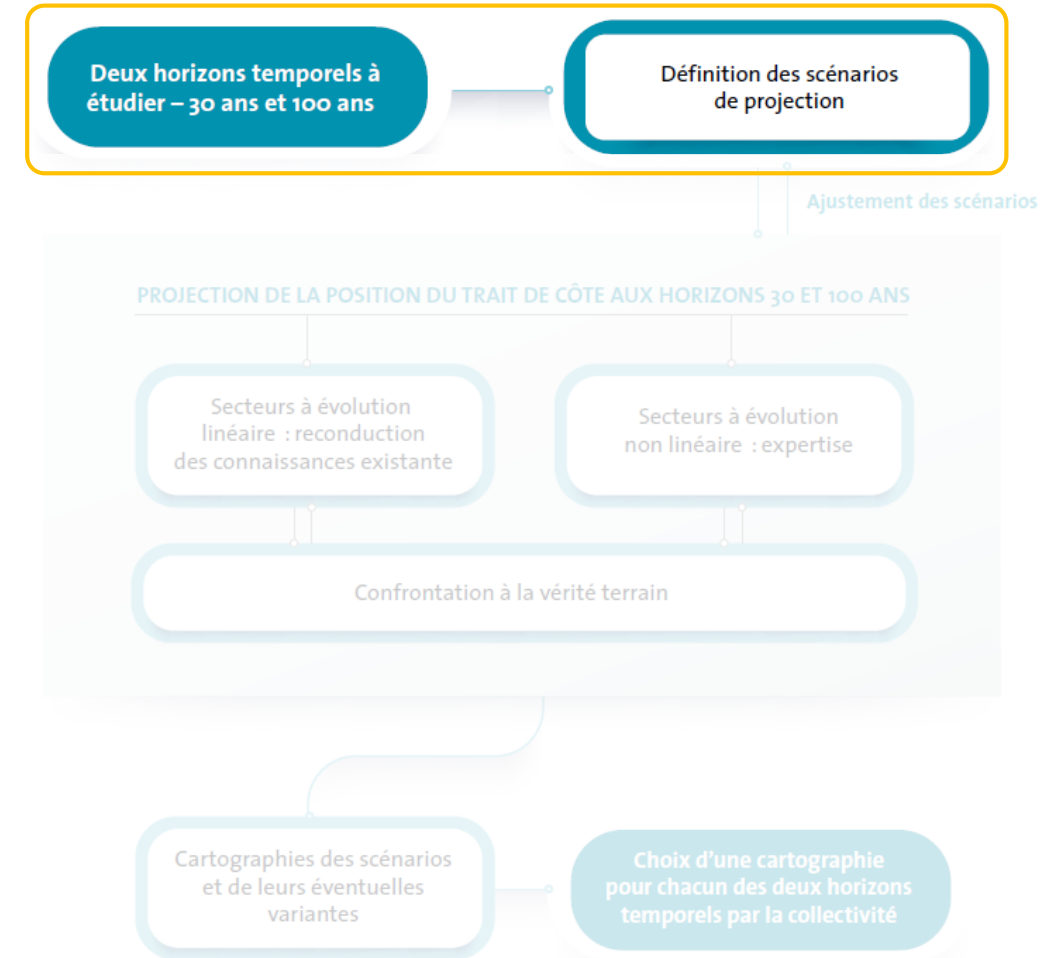 Deux horizons temporels à
étudier – 30 ans et 100 ans
Définition des scénarios
de projection
Ajustement des scénarios
PROJECTION DE LA POSITION DU TRAIT DE CÔTE AUX HORIZONS 30 ET 100 ANS
Secteurs à évolution
linéaire : reconduction
des connaissances existante
Secteurs à évolution
non linéaire : expertise
Confrontation à la vérité terrain
Cartographies des scénarios
et de leurs éventuelles
variantes
Choix d'une cartographie
pour chacun des deux horizons
temporels par la collectivité